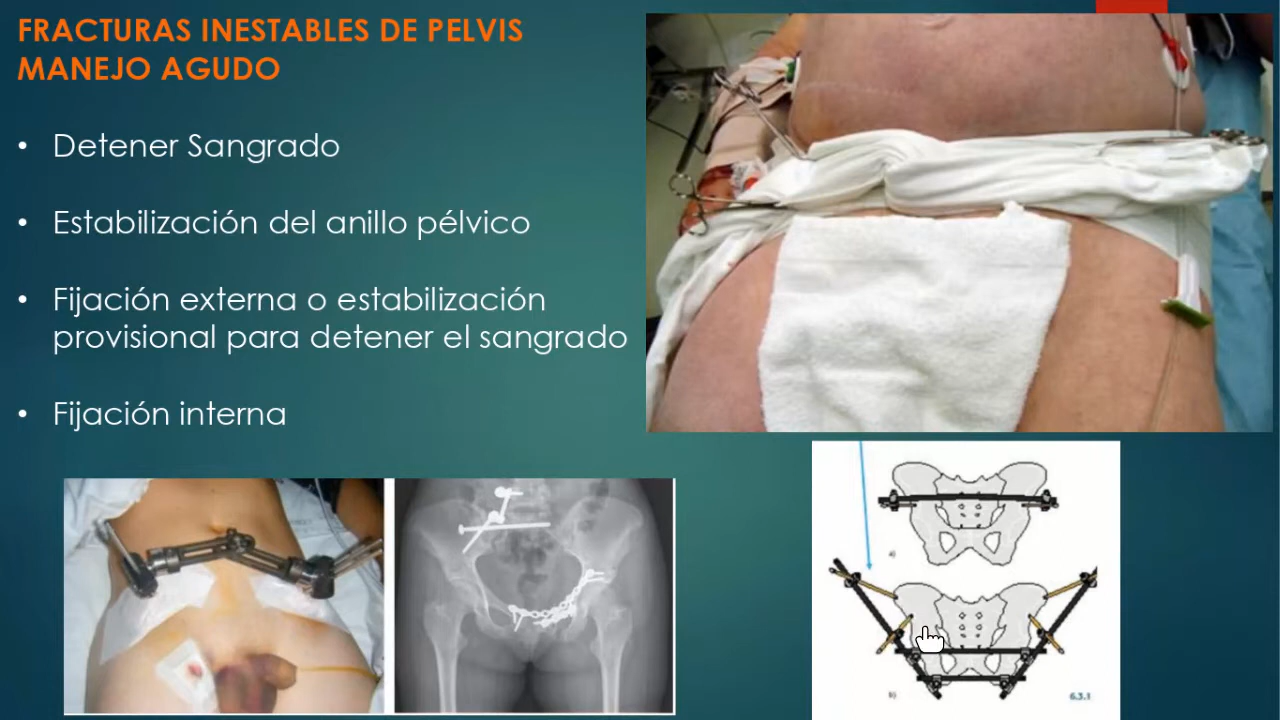 FRACTURAS INESTABLES DE PELVIS
MANEJO AGUDO
• Detener Sangrado
• Estabilización del anillo pélvico
• Fijación externa o estabilización
provisional para detener el sangrado
• Fijación interna
a)
b)
6.3.1